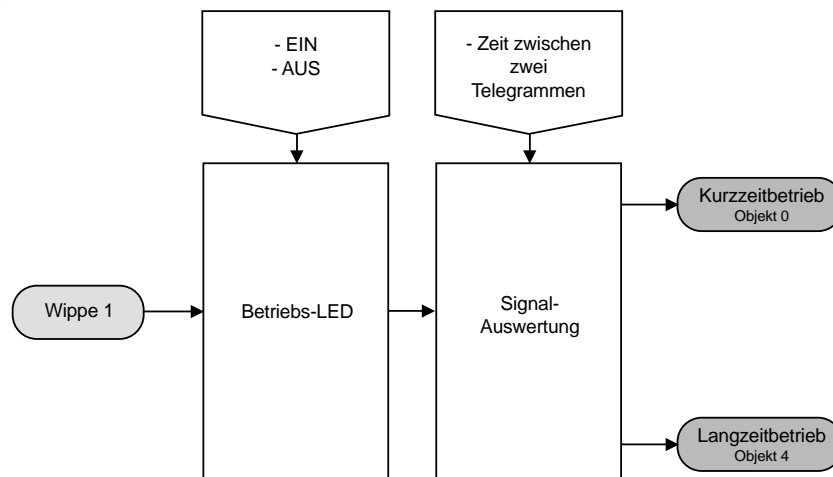 - EIN
- AUS
- Zeit zwischen
zwei
Telegrammen
Kurzzeitbetrieb
Objekt 0
Wippe 1
Betriebs-LED
Signal-
Auswertung
Langzeitbetrieb
Objekt 4